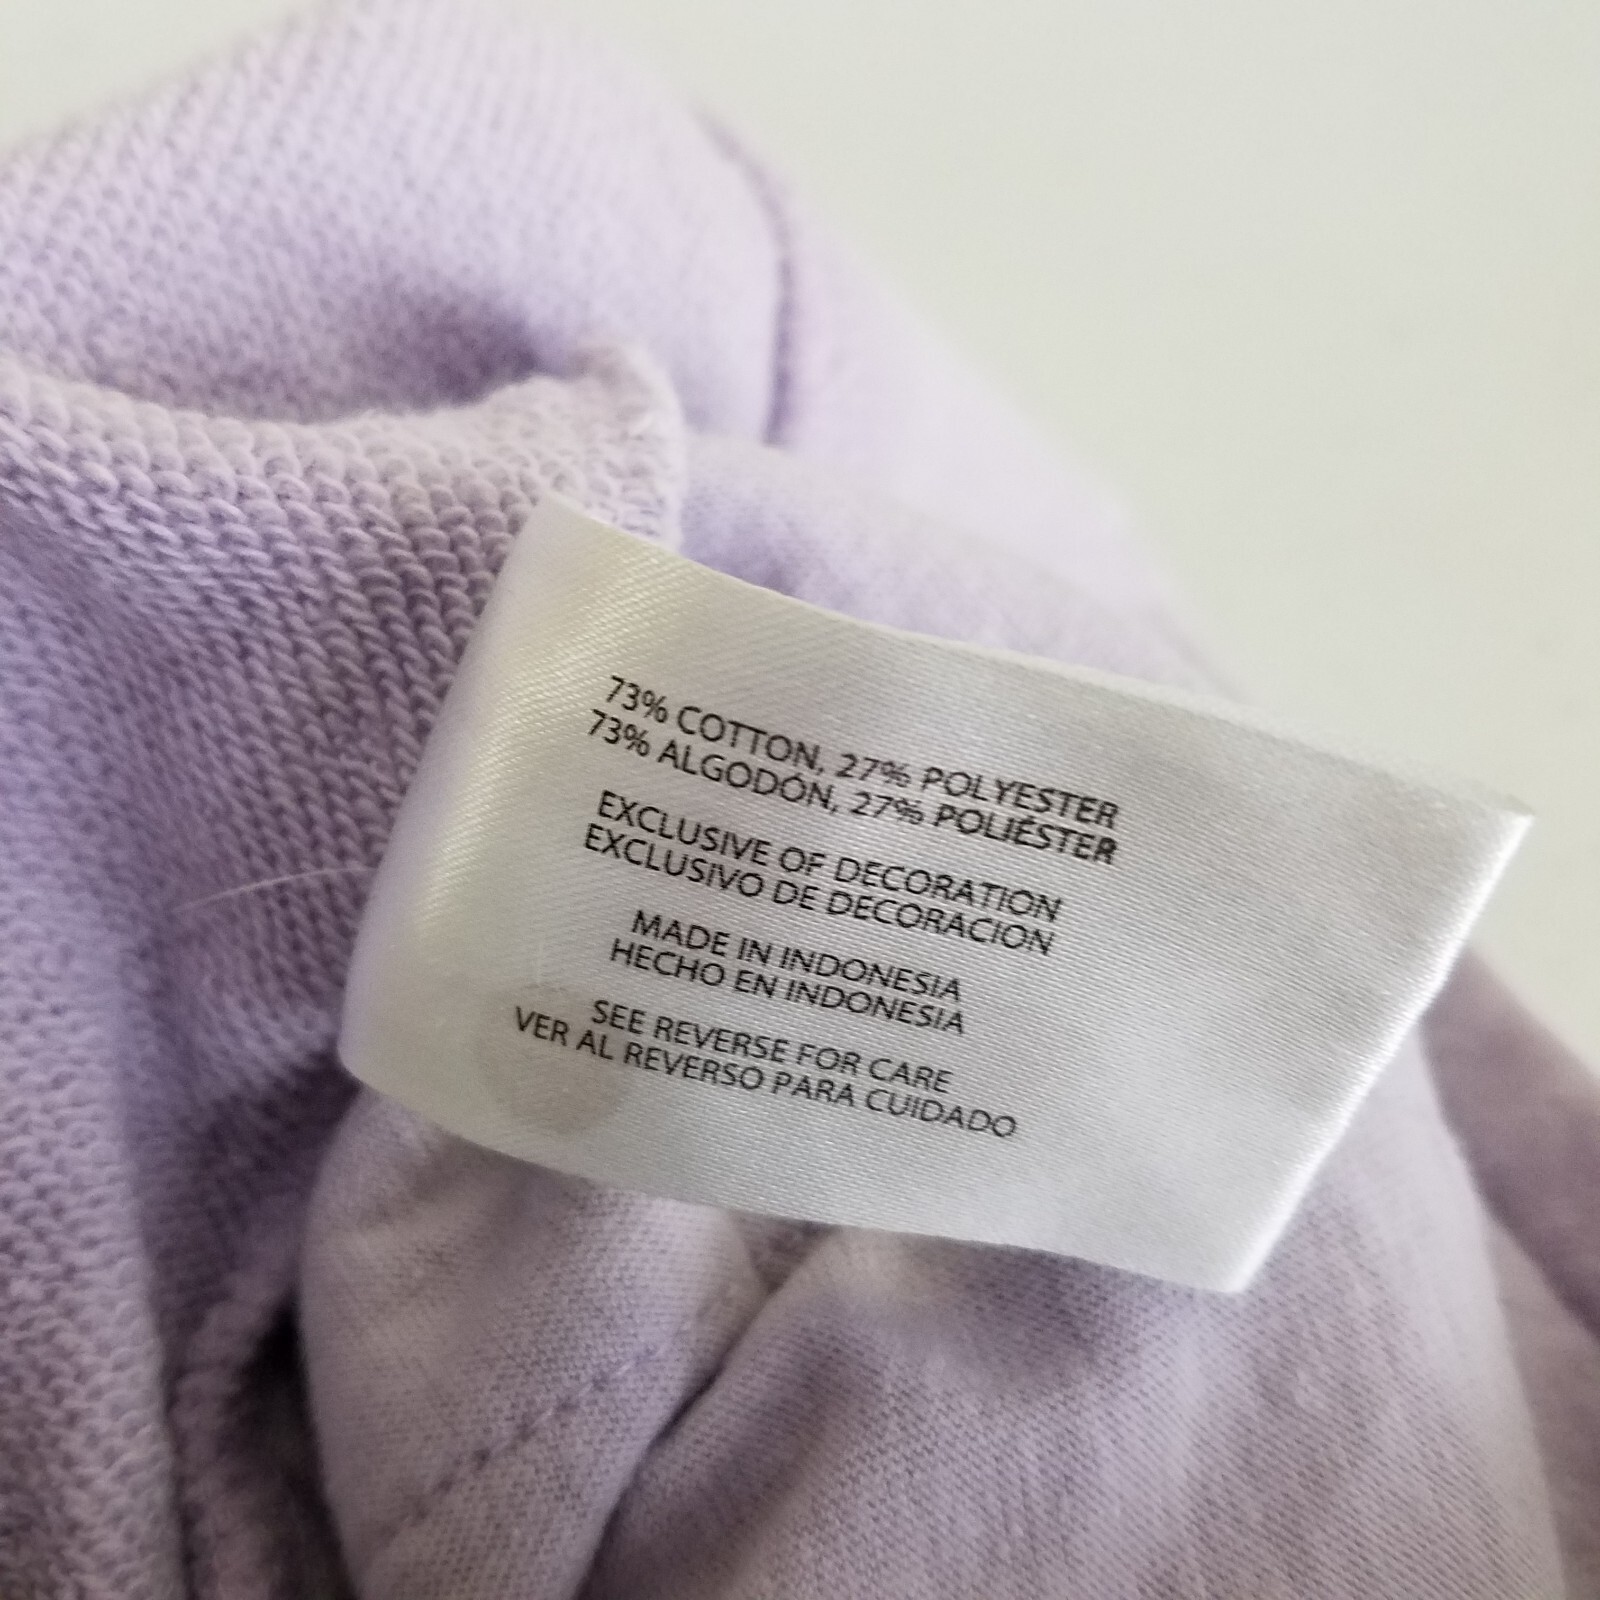 73% COTTON, 27% POLYESTER
73% ALGODÓN, 27% POLIÉSTER
EXCLUSIVE OF DECORATION
EXCLUSIVO DE DECORACION
MADE IN INDONESIA
HECHO EN INDONESIA
SEE REVERSE FOR CARE
VER AL REVERSO PARA CUIDADO